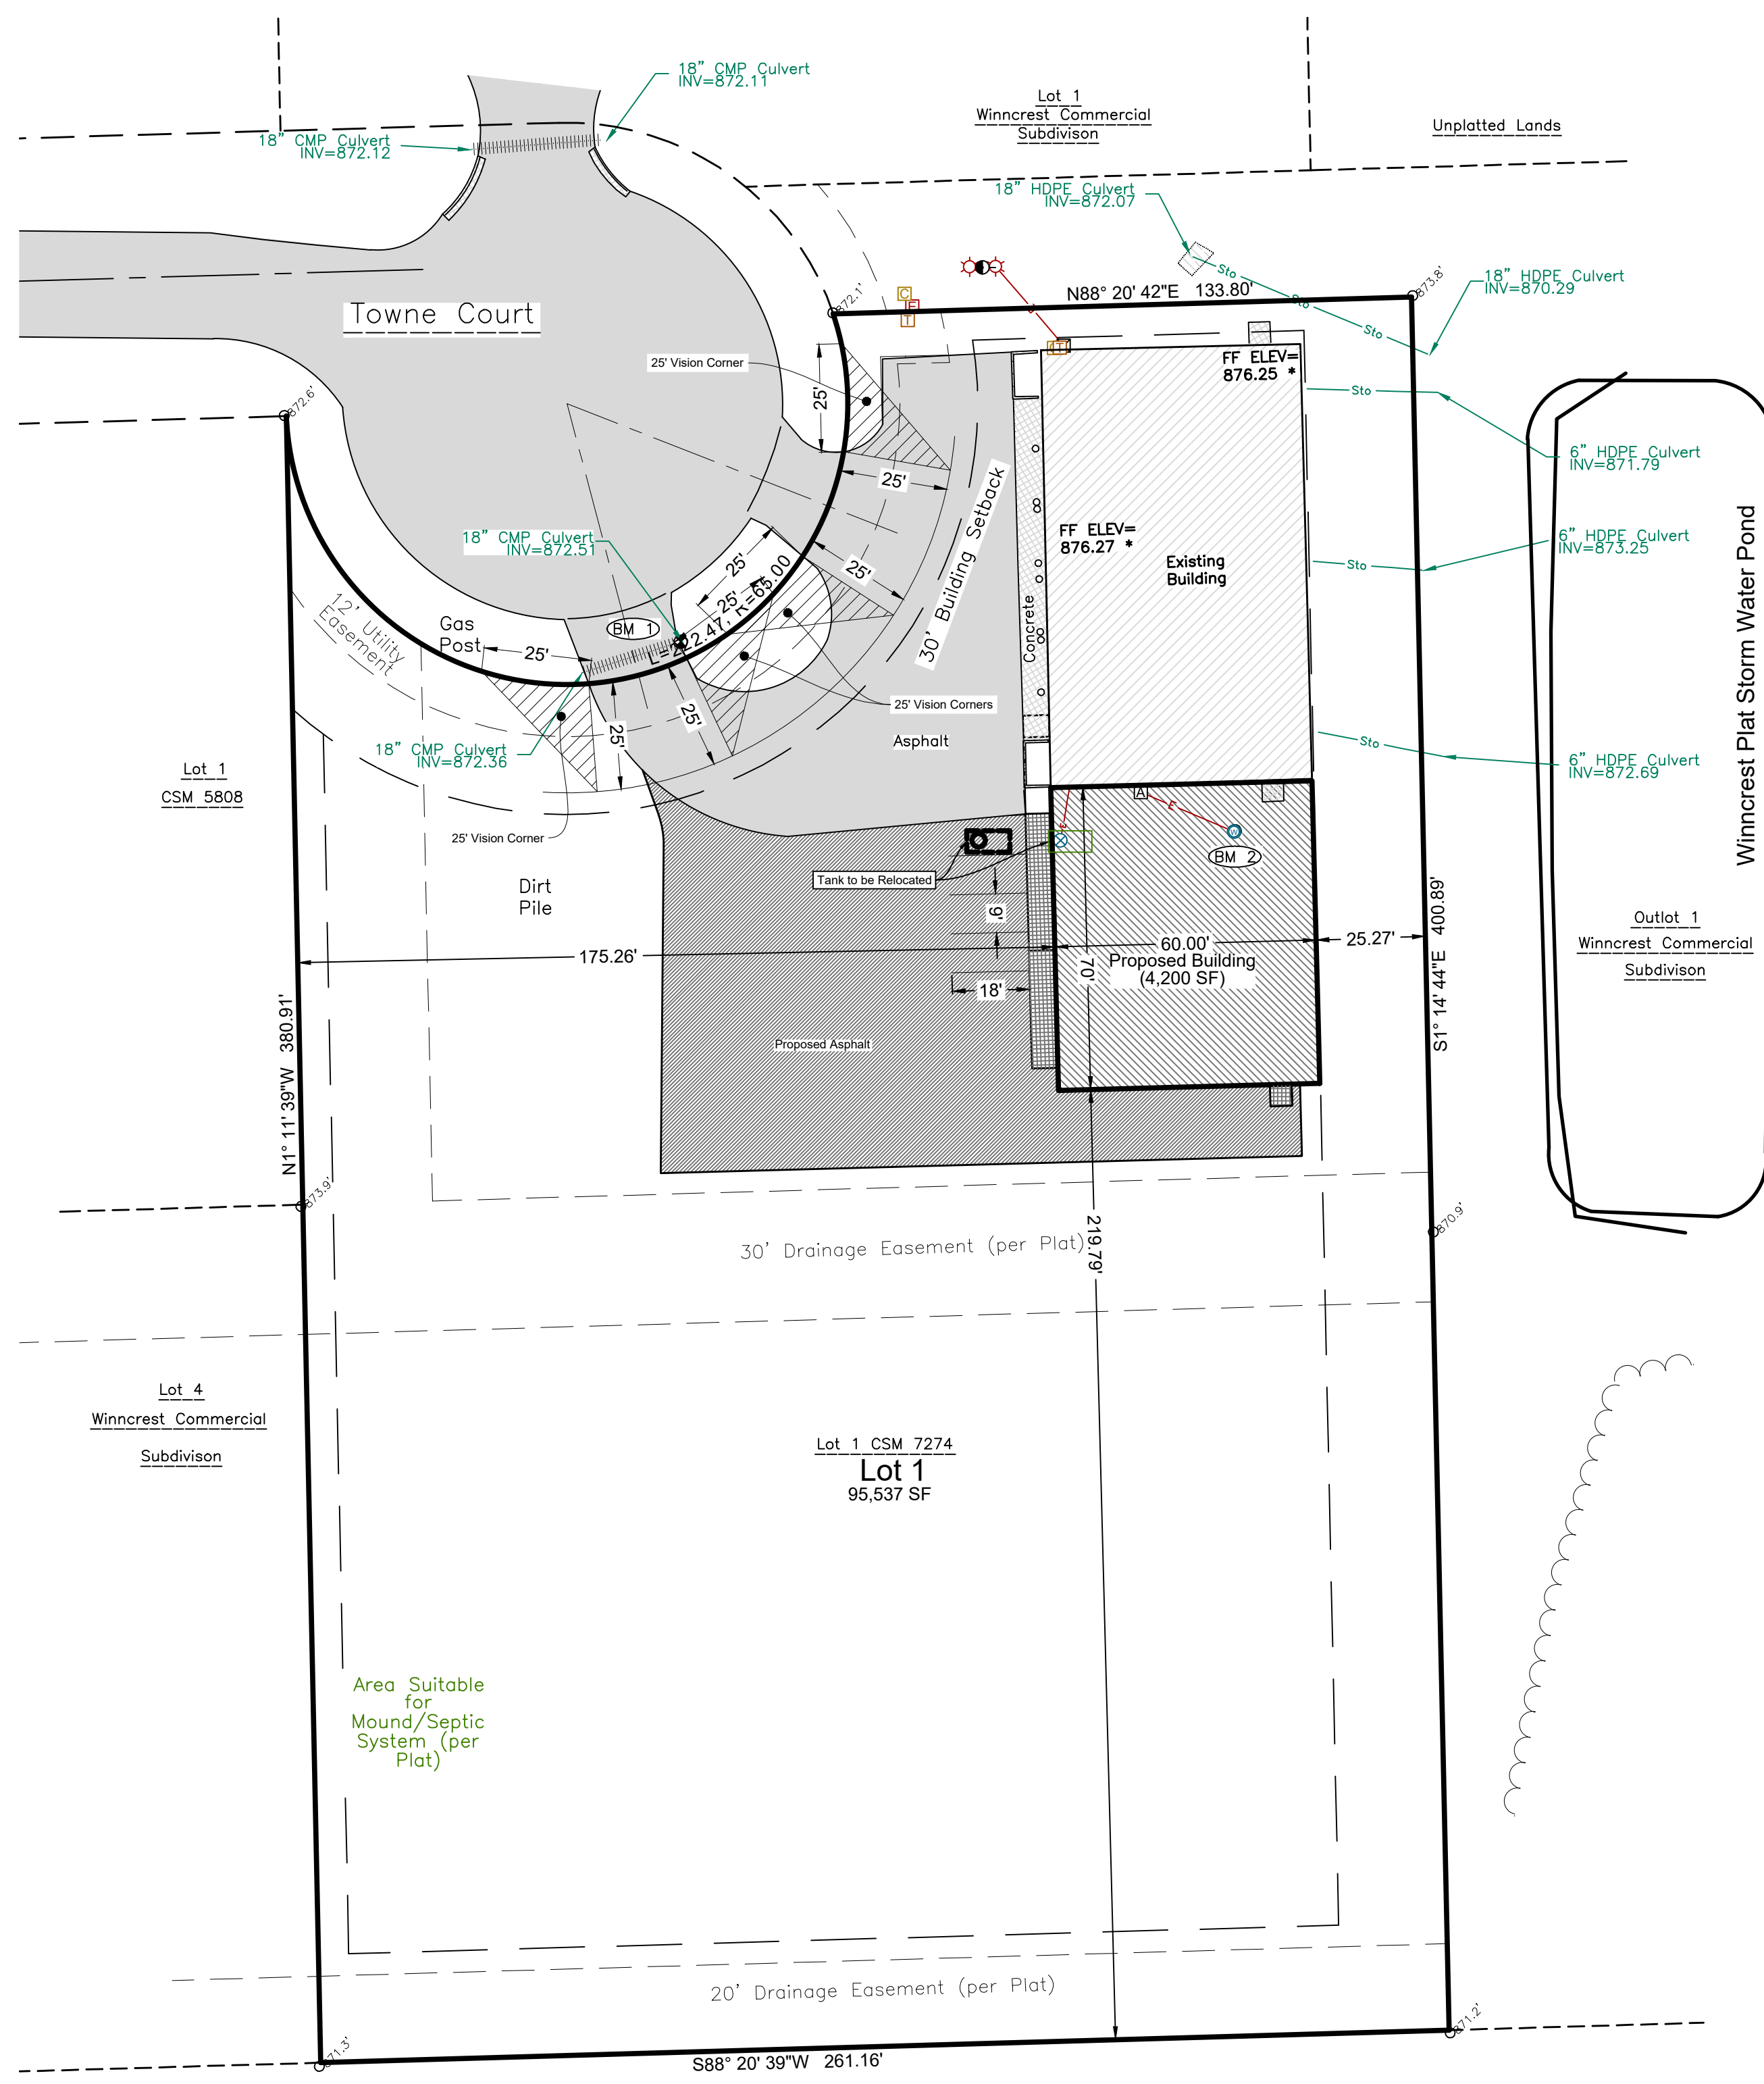 18" CMP Culvert
INV=872.11
18" CMP Culvert
INV=872.12
Lot 1
Winncrest Commercial
Subdivison
Unplatted Lands
18" HDPE Culvert
INV=872.07
18" HDPE Culvert
INV=870.29
Sto
Sto
Sto
N88° 20' 42"E 133.80'
873.8'
872.1'
872.6'
Towne Court
C
E
T
T
25' Vision Corner
25'
25'
FF ELEV=
876.25 *
Sto
6" HDPE Culvert
INV=871.79
30' Building Setback
18" CMP Culvert
INV=872.51
FF ELEV=
876.27 *
Existing
Building
6" HDPE Culvert
INV=873.25
Sto
Winncrest Plat Storm Water Pond
25'
25'
25'
L=222.47, R=65.00
12' Utility
Easement
Gas
Post
BM 1
25'
Concrete
25' Vision Corners
25'
25'
Asphalt
18" CMP Culvert
INV=872.36
Sto
6" HDPE Culvert
INV=872.69
Lot 1
CSM 5808
25' Vision Corner
A
E
W
BM 2
Tank to be Relocated
Dirt
Pile
9'
175.26'
60.00'
25.27'
70'
Proposed Building
(4,200 SF)
18'
S1° 14' 44"E 400.89'
Outlot 1
Winncrest Commercial
Subdivison
N1° 11' 39"W 380.91'
Proposed Asphalt
873.9'
870.9'
30' Drainage Easement (per Plat)
219.79'
Lot 4
Winncrest Commercial
Subdivison
Lot 1 CSM 7274
Lot 1
95,537 SF
Area Suitable
for
Mound/Septic
System (per
Plat)
20' Drainage Easement (per Plat)
871.3'
871.2'
S88° 20' 39"W 261.16'